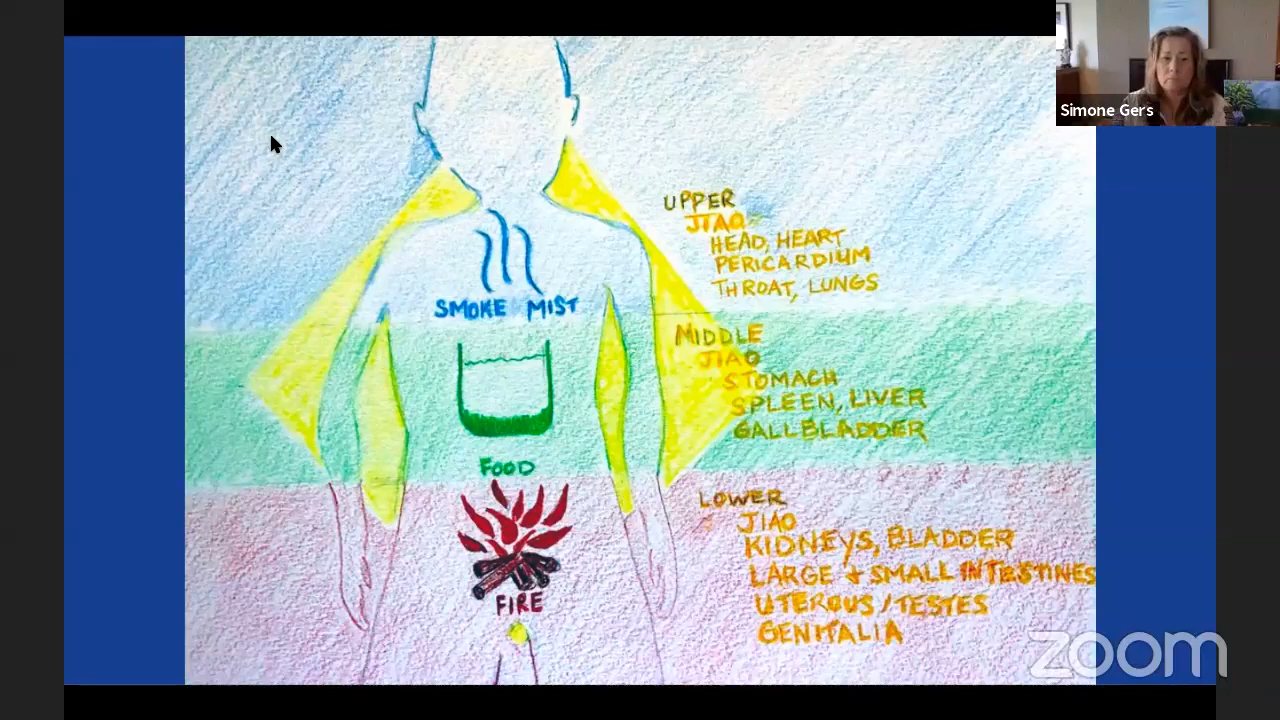 Simone Gers
UPPER
JIAO
HEAD, HEART
PERICARDIUM
THROAT, LUNGS
SMOKE MIST
MIDDLE
JIAO
STOMACH
SPLEEN, LIVER
GALLBLADDER
FOOD
LOWER
JIAO
KIDNEYS, BLADDER
LARGE + SMALL INTESTINES
UTEROUS/TESTES
GENITALIA
FIRE
zoom